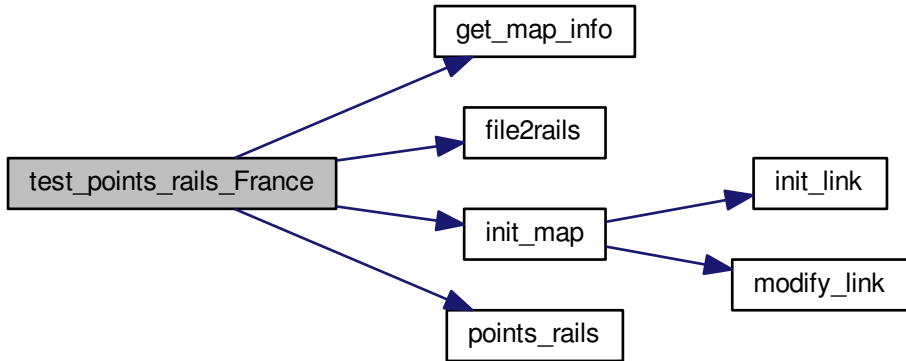 get_map_info
file2rails
test_points_rails_France
init_link
init_map
modify_link
points_rails